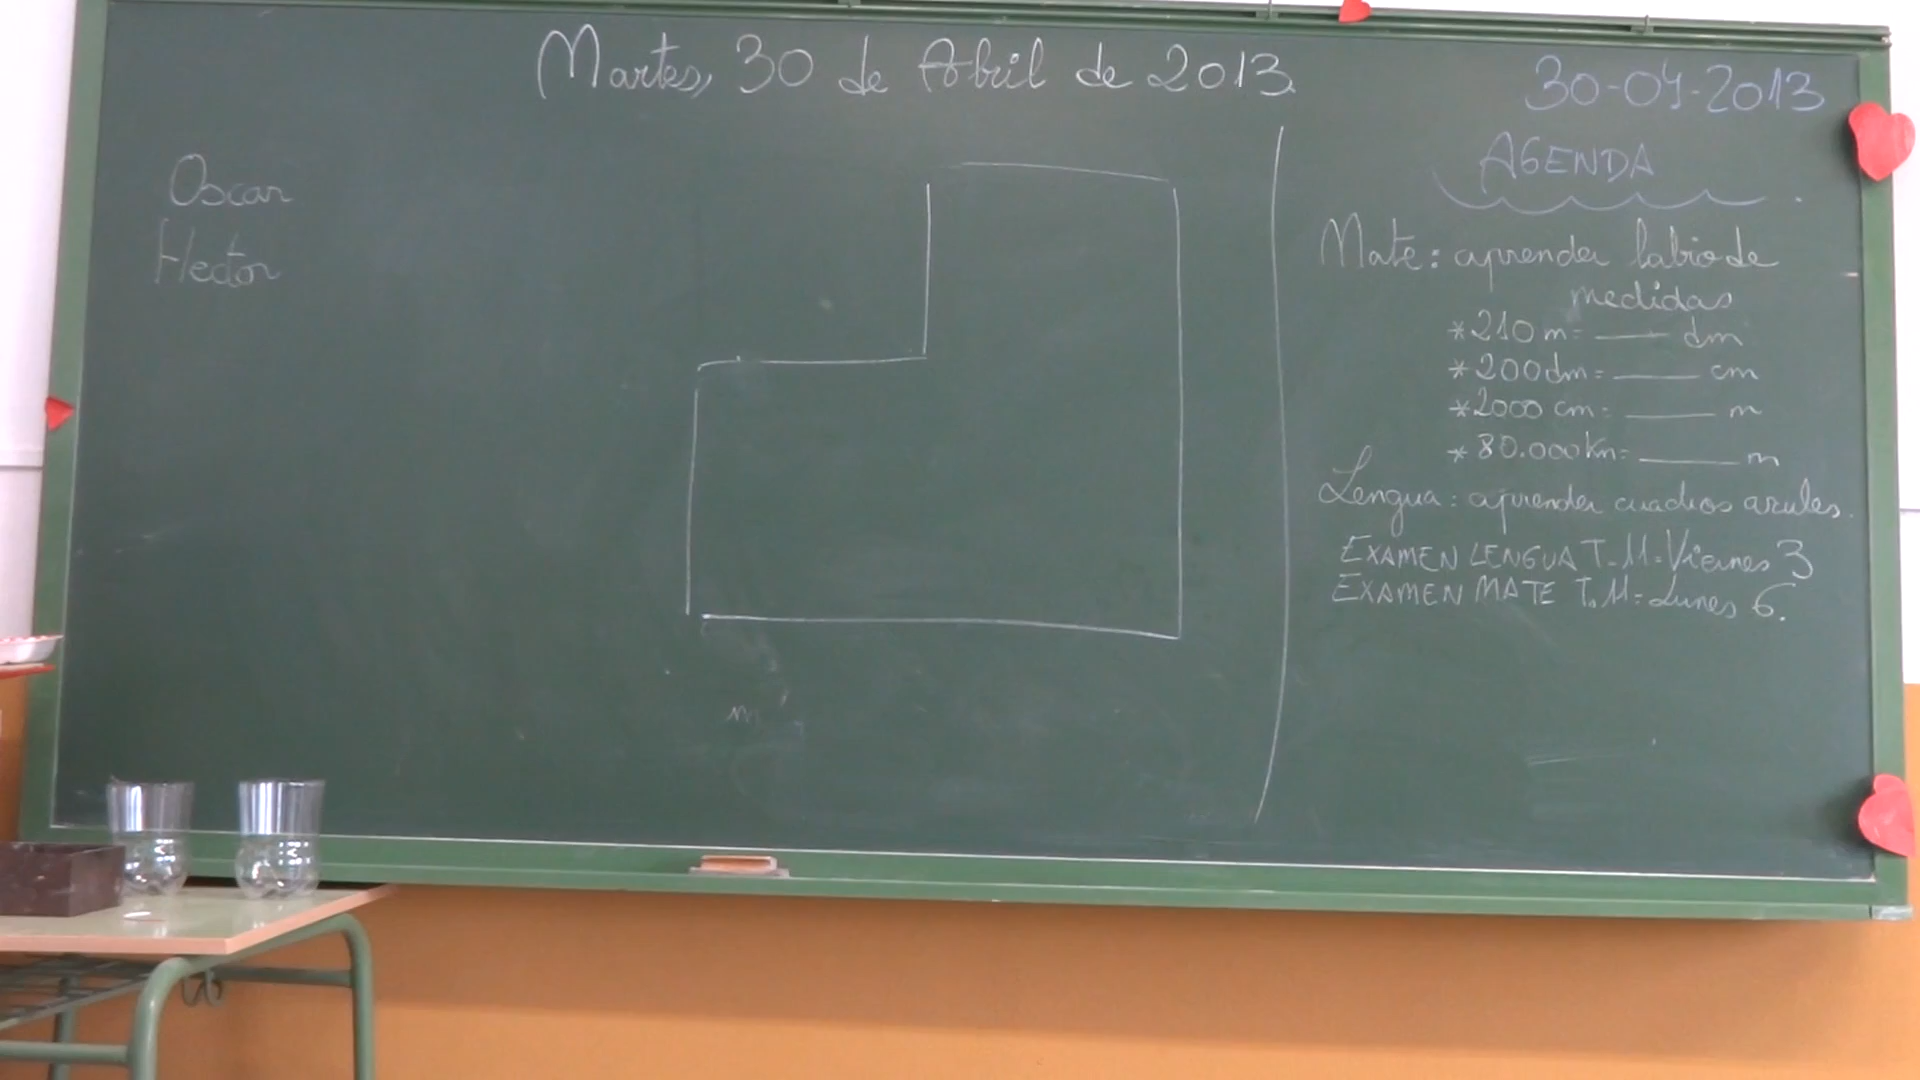 Martes, 30 de Abril de 2013
30-04-2013
Oscar
Hector
AGENDA
Mate: aprender
medidas
*210 m= ____ dm
*200 dm= ____ cm
*2000 cm= ____ m
*80.000 Km= ____ m
Lengua: aprender cuadros azules.
EXAMEN LENGUA T.11=Viernes 3
EXAMEN MATE T.11=Lunes 6.
m